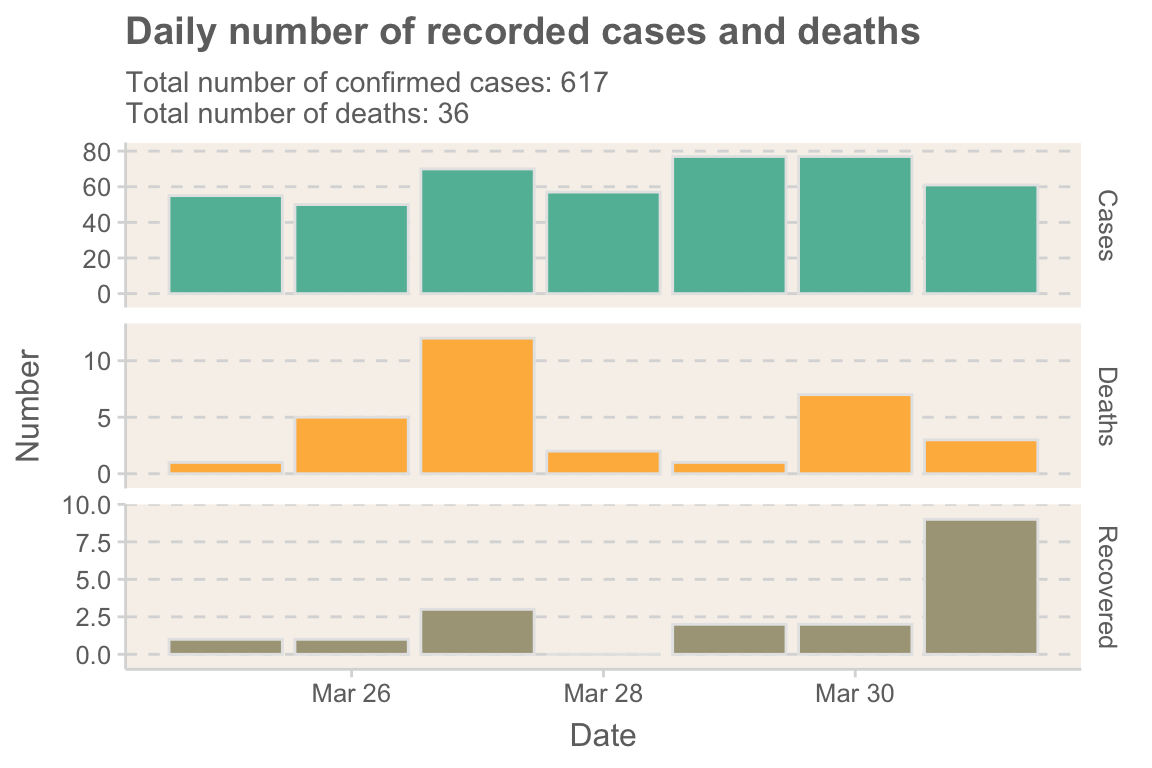 Daily number of recorded cases and deaths
Total number of confirmed cases: 617
Total number of deaths: 36
80
60
40
20
0
Cases
10
5
0
Deaths
Number
10.0
7.5
5.0
2.5
0.0
Recovered
Mar 26 Mar 28 Mar 30
Date